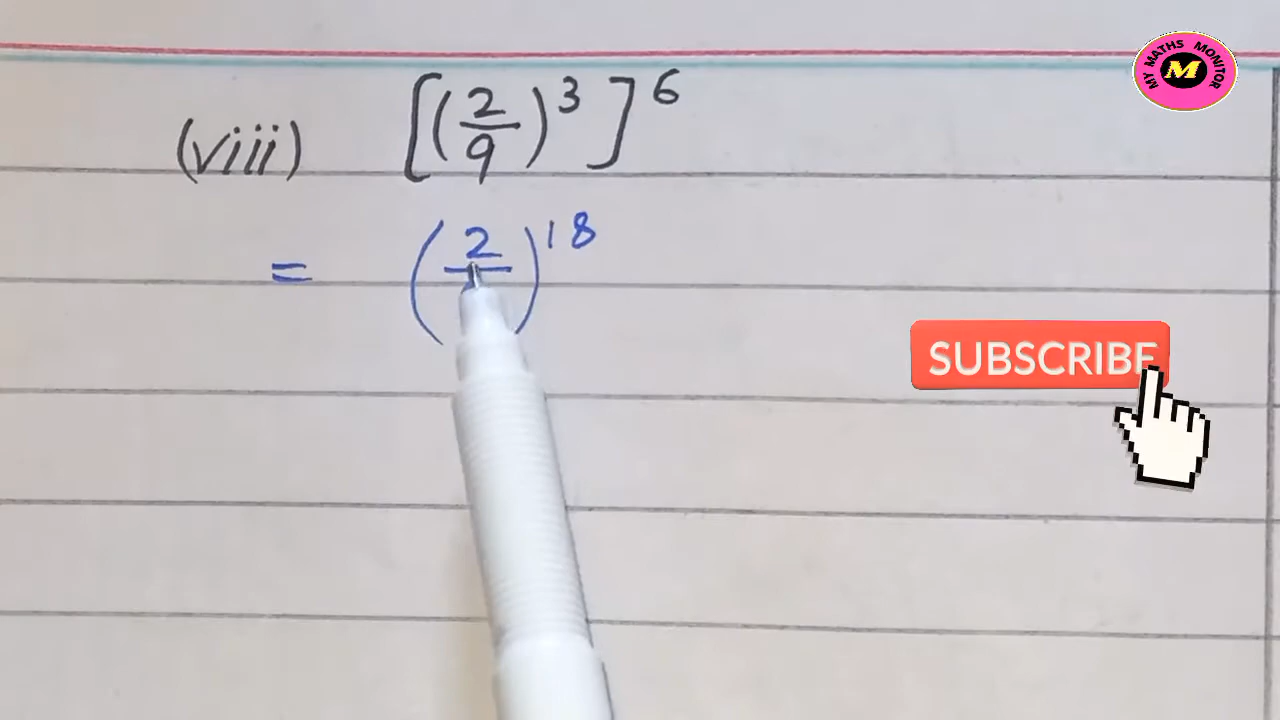 MY MATHS MONITOR
M
(viii) [(2/9)^3]^6
= (2/ )^18
SUBSCRIBE